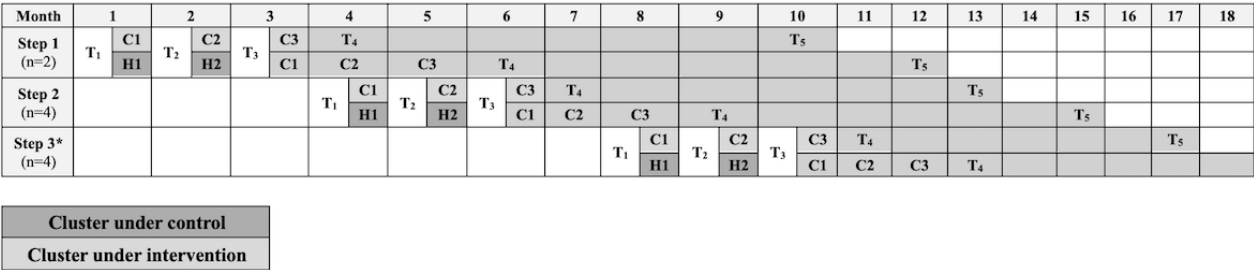 Month 1 2 3 4 5 6 7 8 9 10 11 12 13 14 15 16 17 18
Step 1 (n=2) T₁ C1 T₂ C2 T₃ C3 T₄ T₅
H1 H2 C1 C2 C3 T₄ T₅
Step 2 (n=4) T₁ C1 T₂ C2 T₃ C3 T₄ T₅
H1 H2 C1 C2 C3 T₄ T₅
Step 3* (n=4) T₁ C1 T₂ C2 T₃ C3 T₄ T₅
H1 H2 C1 C2 C3 T₄
Cluster under control
Cluster under intervention